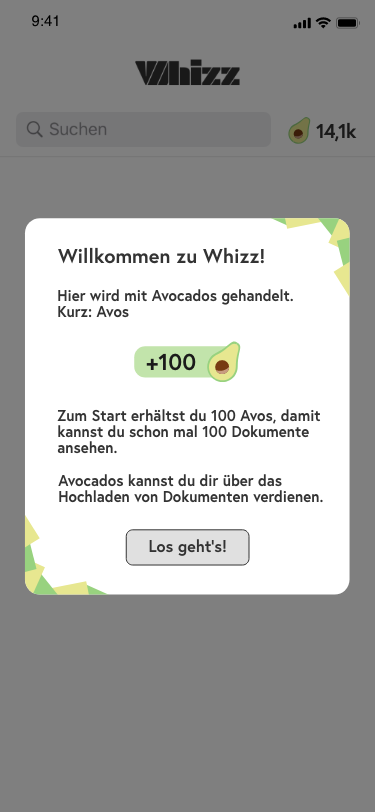 9:41
Whizz
Suchen
14,1k
Willkommen zu Whizz!
Hier wird mit Avocados gehandelt.
Kurz: Avos
+100
Zum Start erhältst du 100 Avos, damit
kannst du schon mal 100 Dokumente
ansehen.
Avocados kannst du dir über das
Hochladen von Dokumenten verdienen.
Los geht's!